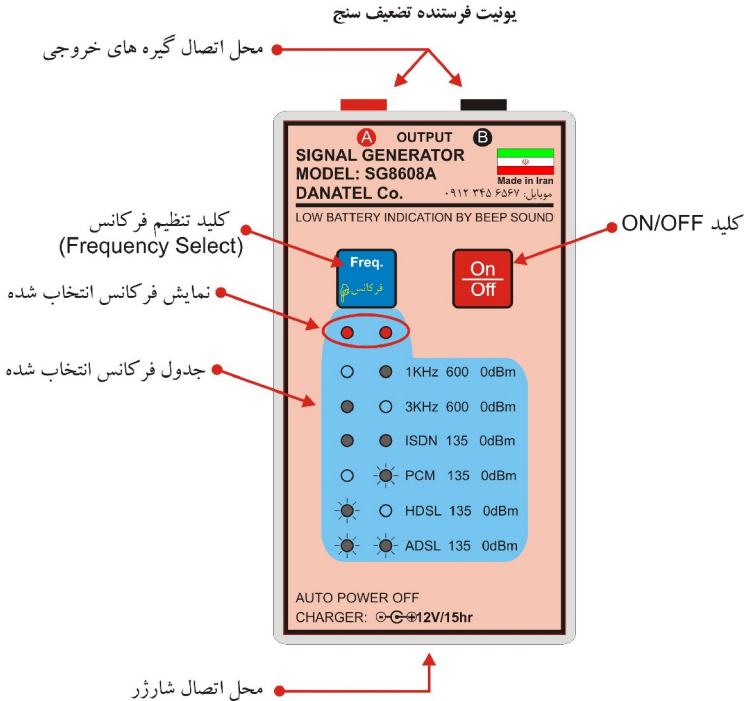 یونیت فرستنده تضعیف سنج
محل اتصال گیره های خروجی
A OUTPUT B
SIGNAL GENERATOR
MODEL: SG8608A
DANATEL Co.
Made in Iran
موبایل: ۰۹۱۲ ۳۴۵ ۶۵۶۷
LOW BATTERY INDICATION BY BEEP SOUND
کلید تنظیم فرکانس
(Frequency Select)
کلید ON/OFF
Freq.
فرکانس
On
Off
نمایش فرکانس انتخاب شده
جدول فرکانس انتخاب شده
1KHz 600 0dBm
3KHz 600 0dBm
ISDN 135 0dBm
PCM 135 0dBm
HDSL 135 0dBm
ADSL 135 0dBm
AUTO POWER OFF
CHARGER: 12V/15hr
محل اتصال شارژر